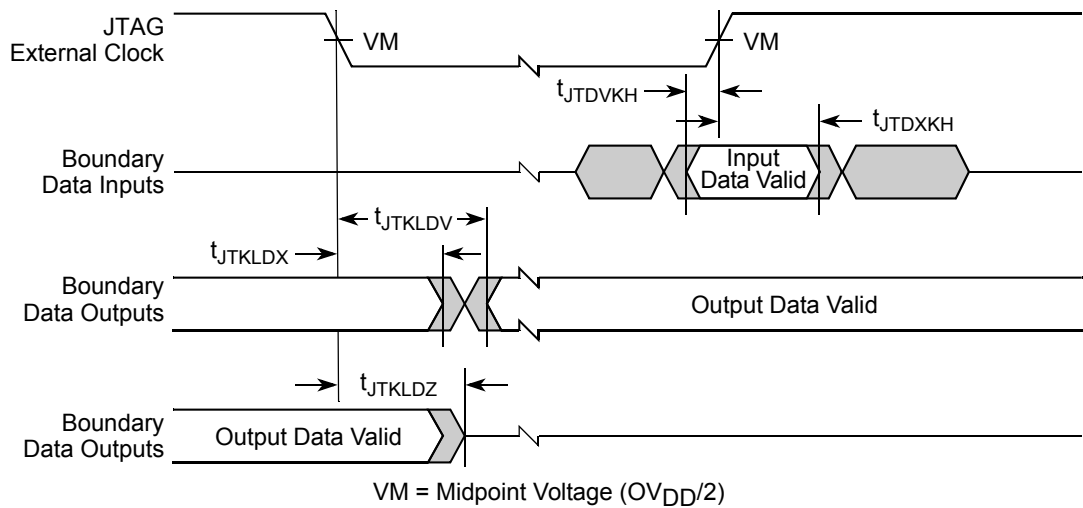 JTAG
External Clock
VM
VM
tJTDVKH
tJTDXKH
Boundary
Data Inputs
Input
Data Valid
tJTKLDV
tJTKLDX
Boundary
Data Outputs
Output Data Valid
tJTKLDZ
Boundary
Data Outputs
Output Data Valid
VM = Midpoint Voltage (OVDD/2)